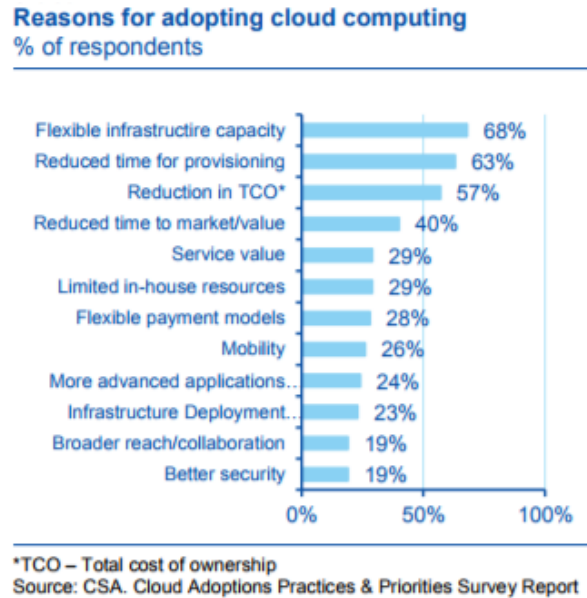 Reasons for adopting cloud computing
% of respondents
Flexible infrastructire capacity 68%
Reduced time for provisioning 63%
Reduction in TCO* 57%
Reduced time to market/value 40%
Service value 29%
Limited in-house resources 29%
Flexible payment models 28%
Mobility 26%
More advanced applications.. 24%
Infrastructure Deployment.. 23%
Broader reach/collaboration 19%
Better security 19%
0% 50% 100%
*TCO – Total cost of ownership
Source: CSA. Cloud Adoptions Practices & Priorities Survey Report